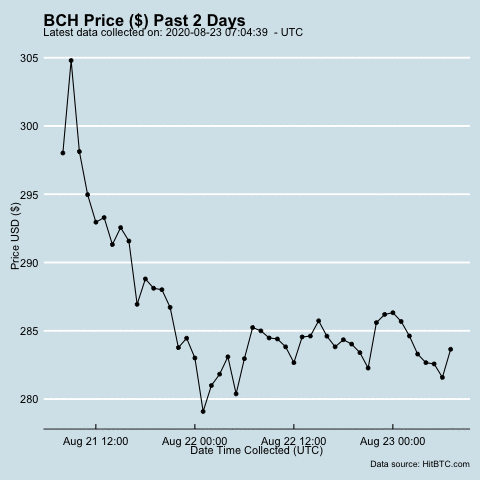 BCH Price ($) Past 2 Days
Latest data collected on: 2020-08-23 07:04:39  - UTC
305
300
295
290
285
280
Price USD ($)
Aug 21 12:00
Aug 22 00:00
Aug 22 12:00
Aug 23 00:00
Date Time Collected (UTC)
Data source: HitBTC.com